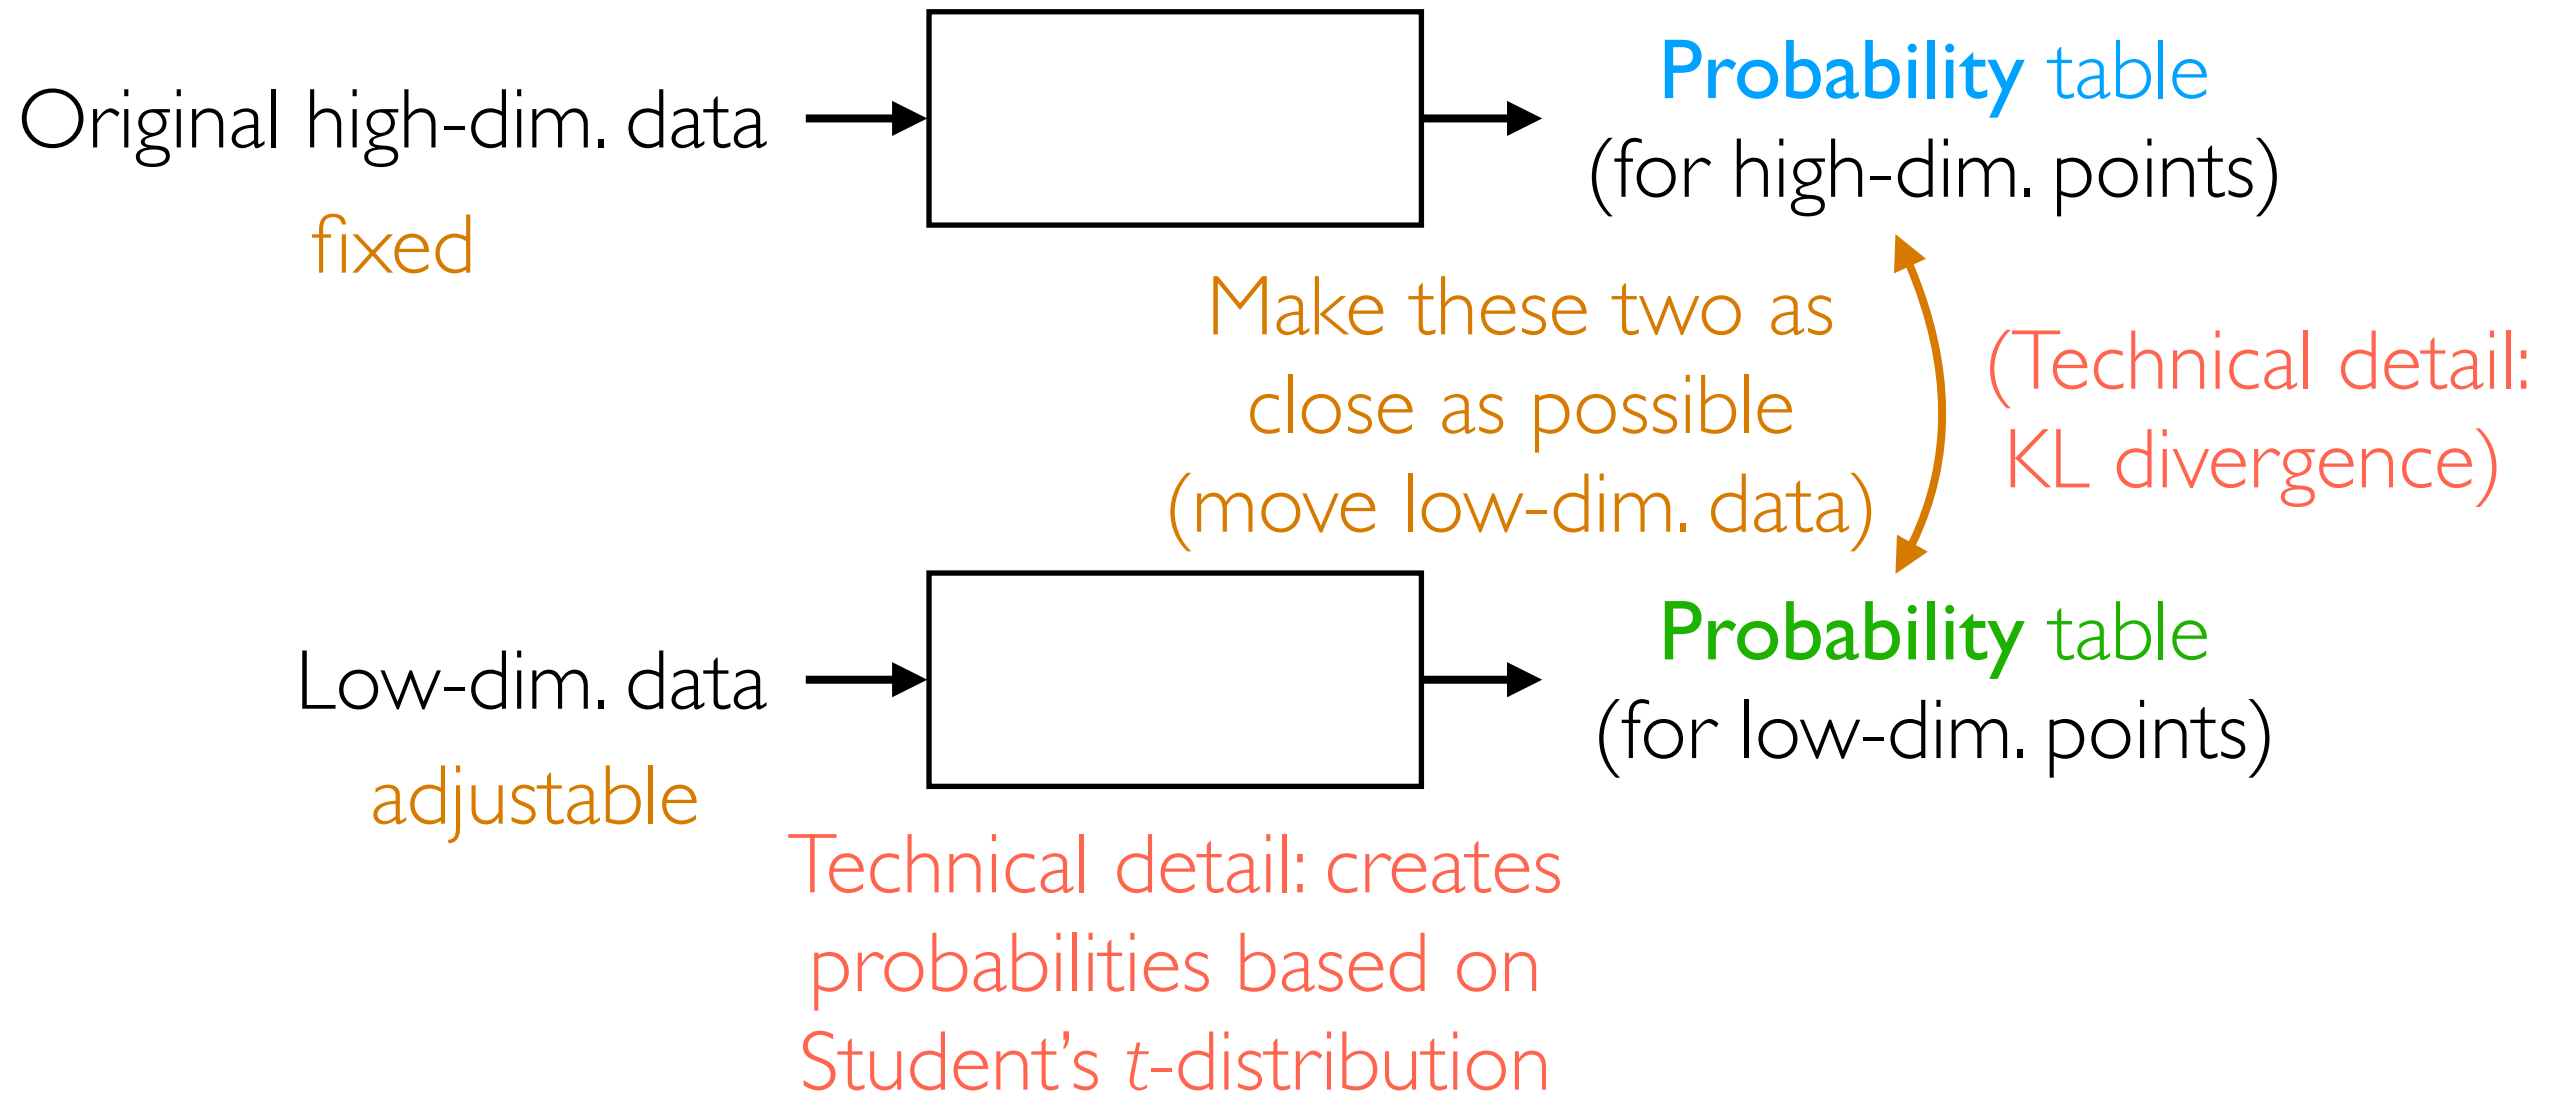 Original high-dim. data
fixed
Probability table
(for high-dim. points)
Make these two as
close as possible
(move low-dim. data)
(Technical detail:
KL divergence)
Low-dim. data
adjustable
Probability table
(for low-dim. points)
Technical detail: creates
probabilities based on
Student’s t-distribution